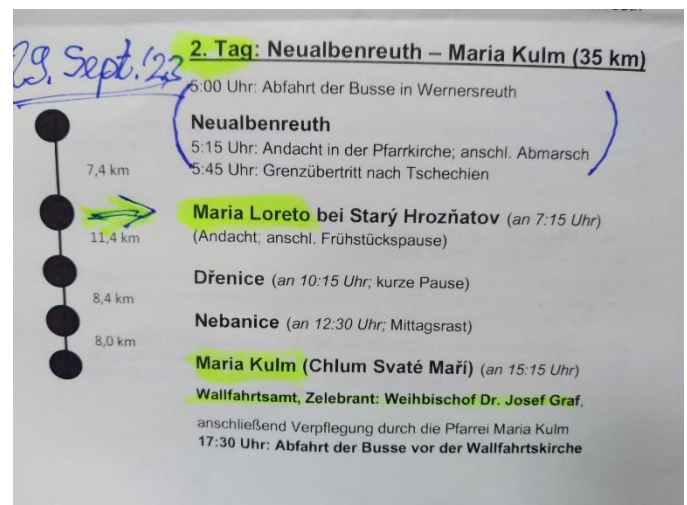 29. Sept. '23
2. Tag: Neualbenreuth – Maria Kulm (35 km)
5:00 Uhr: Abfahrt der Busse in Wernersreuth
Neualbenreuth
5:15 Uhr: Andacht in der Pfarrkirche; anschl. Abmarsch
7,4 km
5:45 Uhr: Grenzübertritt nach Tschechien
Maria Loreto bei Starý Hrozňatov (an 7:15 Uhr)
11,4 km
(Andacht; anschl. Frühstückspause)
Dřenice (an 10:15 Uhr; kurze Pause)
8,4 km
Nebanice (an 12:30 Uhr; Mittagsrast)
8,0 km
Maria Kulm (Chlum Svaté Maří) (an 15:15 Uhr)
Wallfahrtsamt, Zelebrant: Weihbischof Dr. Josef Graf,
anschließend Verpflegung durch die Pfarrei Maria Kulm
17:30 Uhr: Abfahrt der Busse vor der Wallfahrtskirche